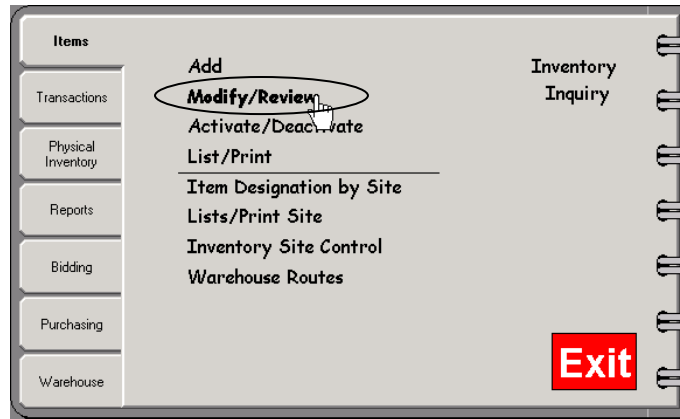 Items
Transactions
Physical
Inventory
Reports
Bidding
Purchasing
Warehouse
Add
Modify/Review
Activate/Deactivate
List/Print
Item Designation by Site
Lists/Print Site
Inventory Site Control
Warehouse Routes
Inventory
Inquiry
Exit